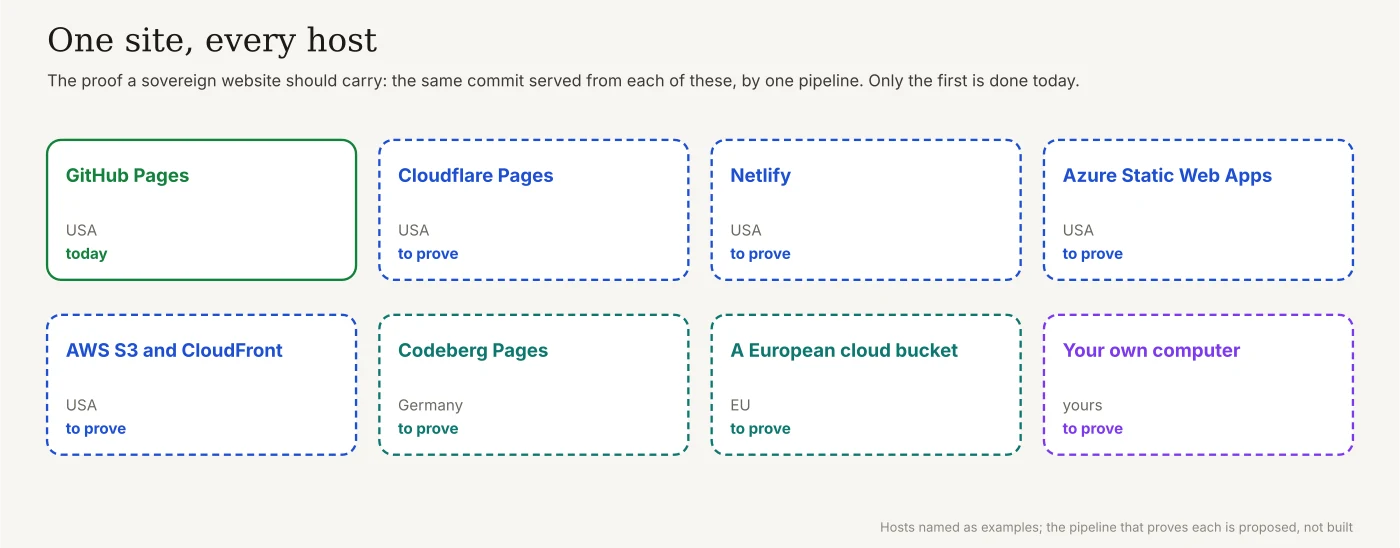 One site, every host
The proof a sovereign website should carry: the same commit served from each of these, by one pipeline. Only the first is done today.
GitHub Pages
USA
today
Cloudflare Pages
USA
to prove
Netlify
USA
to prove
Azure Static Web Apps
USA
to prove
AWS S3 and CloudFront
USA
to prove
Codeberg Pages
Germany
to prove
A European cloud bucket
EU
to prove
Your own computer
yours
to prove
Hosts named as examples; the pipeline that proves each is proposed, not built